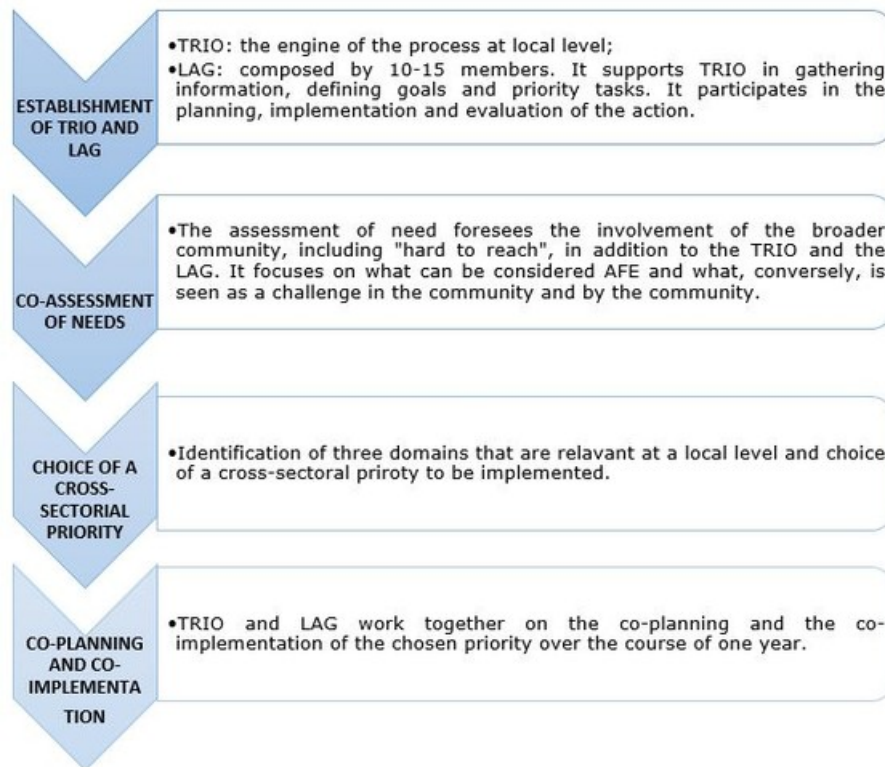 ESTABLISHMENT
OF TRIO AND
LAG
•TRIO: the engine of the process at local level;
•LAG: composed by 10-15 members. It supports TRIO in gathering
information, defining goals and priority tasks. It participates in the
planning, implementation and evaluation of the action.
CO-ASSESSMENT
OF NEEDS
•The assessment of need foresees the involvement of the broader
community, including "hard to reach", in addition to the TRIO and the
LAG. It focuses on what can be considered AFE and what, conversely, is
seen as a challenge in the community and by the community.
CHOICE OF A
CROSS-
SECTORIAL
PRIORITY
•Identification of three domains that are relavant at a local level and choice
of a cross-sectoral priroty to be implemented.
CO-PLANNING
AND CO-
IMPLEMENTA
TION
•TRIO and LAG work together on the co-planning and the co-
implementation of the chosen priority over the course of one year.